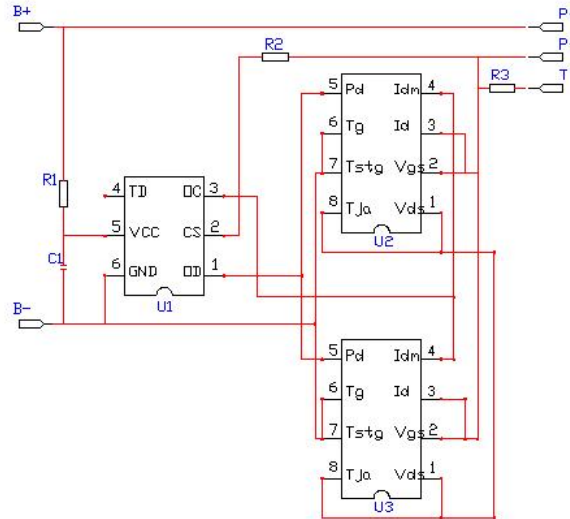 B+ P
R2 P
5 Pd Idm 4 R3 T
6 Tg Id 3
7 Tstg Vgs 2
8 TJa Vds 1
U2
R1
4 TD OC 3
5 VCC CS 2
6 GND OD 1
C1
U1
B-
5 Pd Idm 4
6 Tg Id 3
7 Tstg Vgs 2
8 TJa Vds 1
U3